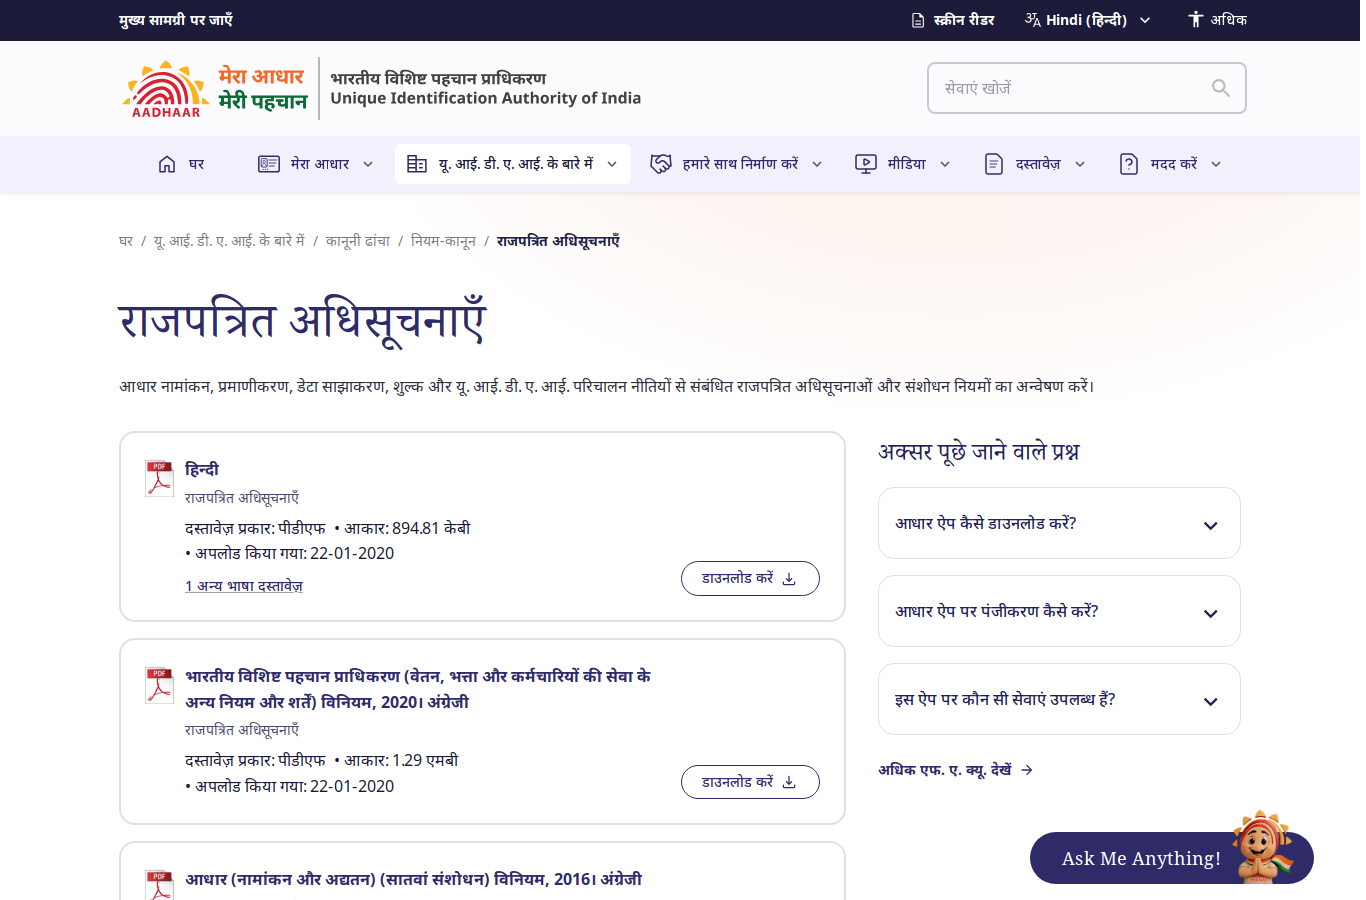 मुख्य सामग्री पर जाएँ
स्क्रीन रीडर
Hindi (हिन्दी)
अधिक
मेरा आधार
मेरी पहचान
AADHAAR
भारतीय विशिष्ट पहचान प्राधिकरण
Unique Identification Authority of India
सेवाएं खोजें
घर
मेरा आधार
यू. आई. डी. ए. आई. के बारे में
हमारे साथ निर्माण करें
मीडिया
दस्तावेज़
मदद करें
घर / यू. आई. डी. ए. आई. के बारे में / कानूनी ढांचा / नियम-कानून / राजपत्रित अधिसूचनाएँ
राजपत्रित अधिसूचनाएँ
आधार नामांकन, प्रमाणीकरण, डेटा साझाकरण, शुल्क और यू. आई. डी. ए. आई. परिचालन नीतियों से संबंधित राजपत्रित अधिसूचनाओं और संशोधन नियमों का अन्वेषण करें।
PDF
हिन्दी
राजपत्रित अधिसूचनाएँ
दस्तावेज़ प्रकार: पीडीएफ • आकार: 894.81 केबी
• अपलोड किया गया: 22-01-2020
1 अन्य भाषा दस्तावेज़
डाउनलोड करें
PDF
भारतीय विशिष्ट पहचान प्राधिकरण (वेतन, भत्ता और कर्मचारियों की सेवा के
अन्य नियम और शर्तें) विनियम, 2020। अंग्रेजी
राजपत्रित अधिसूचनाएँ
दस्तावेज़ प्रकार: पीडीएफ • आकार: 1.29 एमबी
• अपलोड किया गया: 22-01-2020
डाउनलोड करें
PDF
आधार (नामांकन और अद्यतन) (सातवां संशोधन) विनियम, 2016। अंग्रेजी
अक्सर पूछे जाने वाले प्रश्न
आधार ऐप कैसे डाउनलोड करें?
आधार ऐप पर पंजीकरण कैसे करें?
इस ऐप पर कौन सी सेवाएं उपलब्ध हैं?
अधिक एफ. ए. क्यू. देखें
Ask Me Anything!